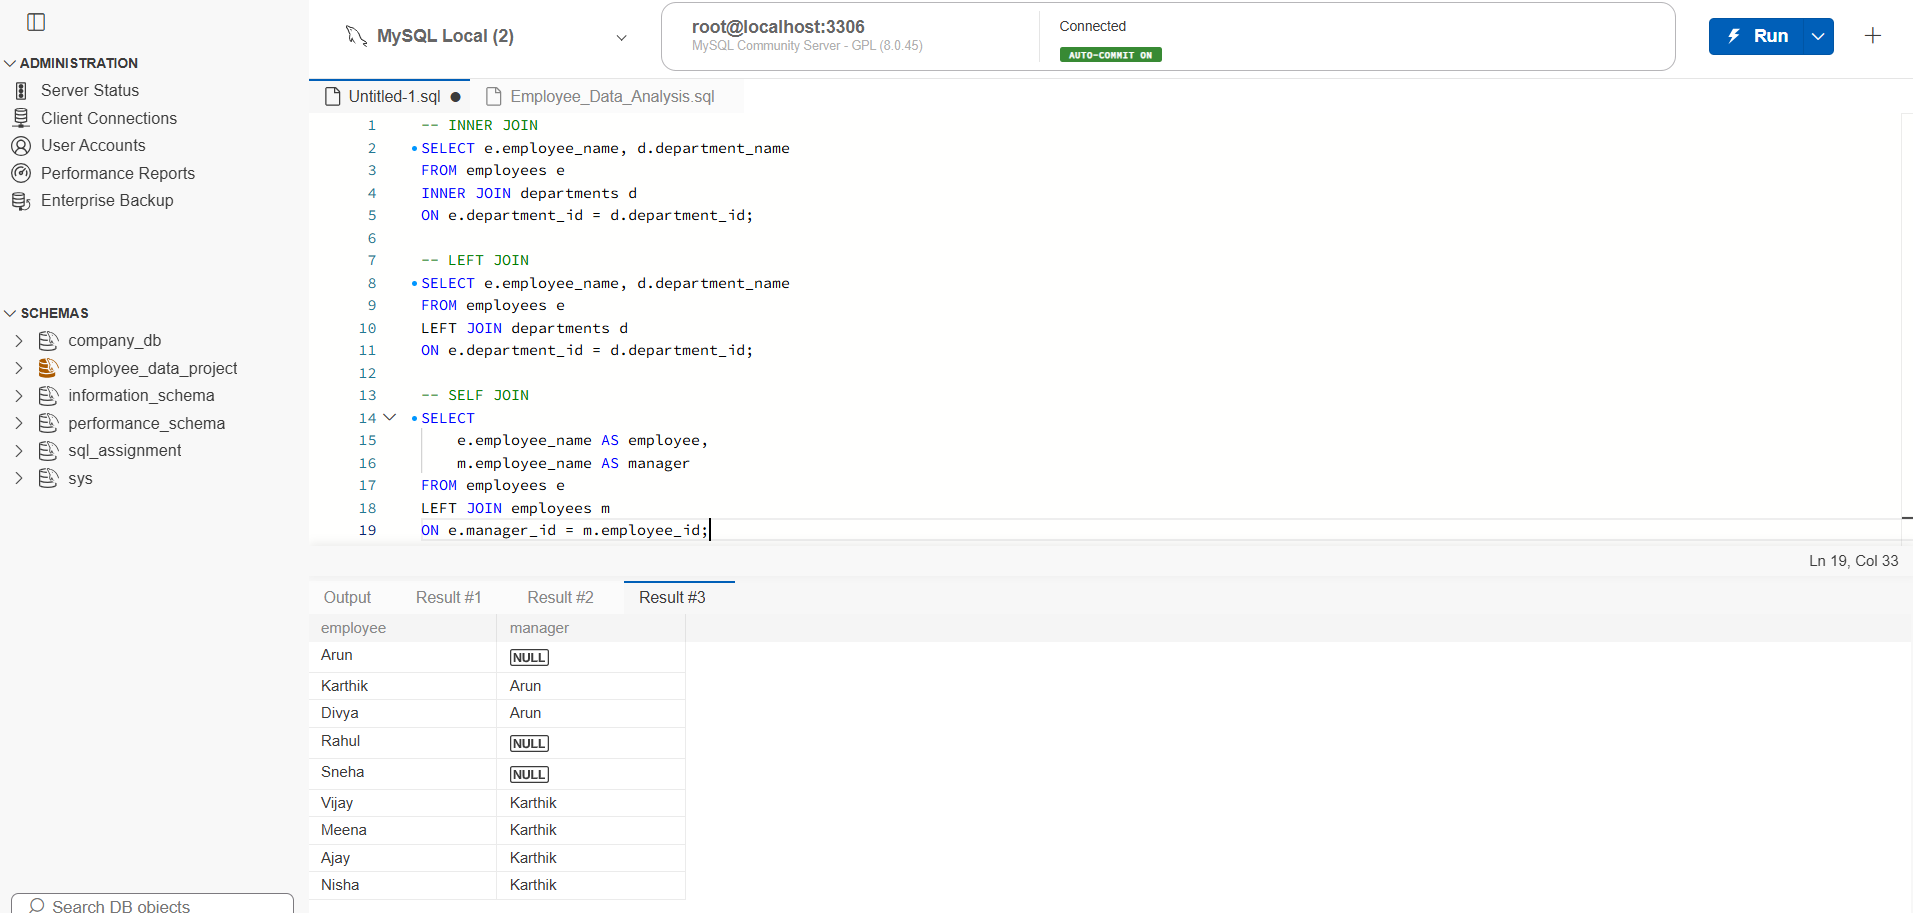 MySQL Local (2)
root@localhost:3306
MySQL Community Server - GPL (8.0.45)
Connected
AUTO-COMMIT ON
Run
ADMINISTRATION
Server Status
Client Connections
User Accounts
Performance Reports
Enterprise Backup
SCHEMAS
company_db
employee_data_project
information_schema
performance_schema
sql_assignment
sys
Search DB objects
Untitled-1.sql
Employee_Data_Analysis.sql
1 -- INNER JOIN
2 SELECT e.employee_name, d.department_name
3 FROM employees e
4 INNER JOIN departments d
5 ON e.department_id = d.department_id;
6
7 -- LEFT JOIN
8 SELECT e.employee_name, d.department_name
9 FROM employees e
10 LEFT JOIN departments d
11 ON e.department_id = d.department_id;
12
13 -- SELF JOIN
14 SELECT
15 e.employee_name AS employee,
16 m.employee_name AS manager
17 FROM employees e
18 LEFT JOIN employees m
19 ON e.manager_id = m.employee_id;
Ln 19, Col 33
Output Result #1 Result #2 Result #3
employee manager
Arun NULL
Karthik Arun
Divya Arun
Rahul NULL
Sneha NULL
Vijay Karthik
Meena Karthik
Ajay Karthik
Nisha Karthik